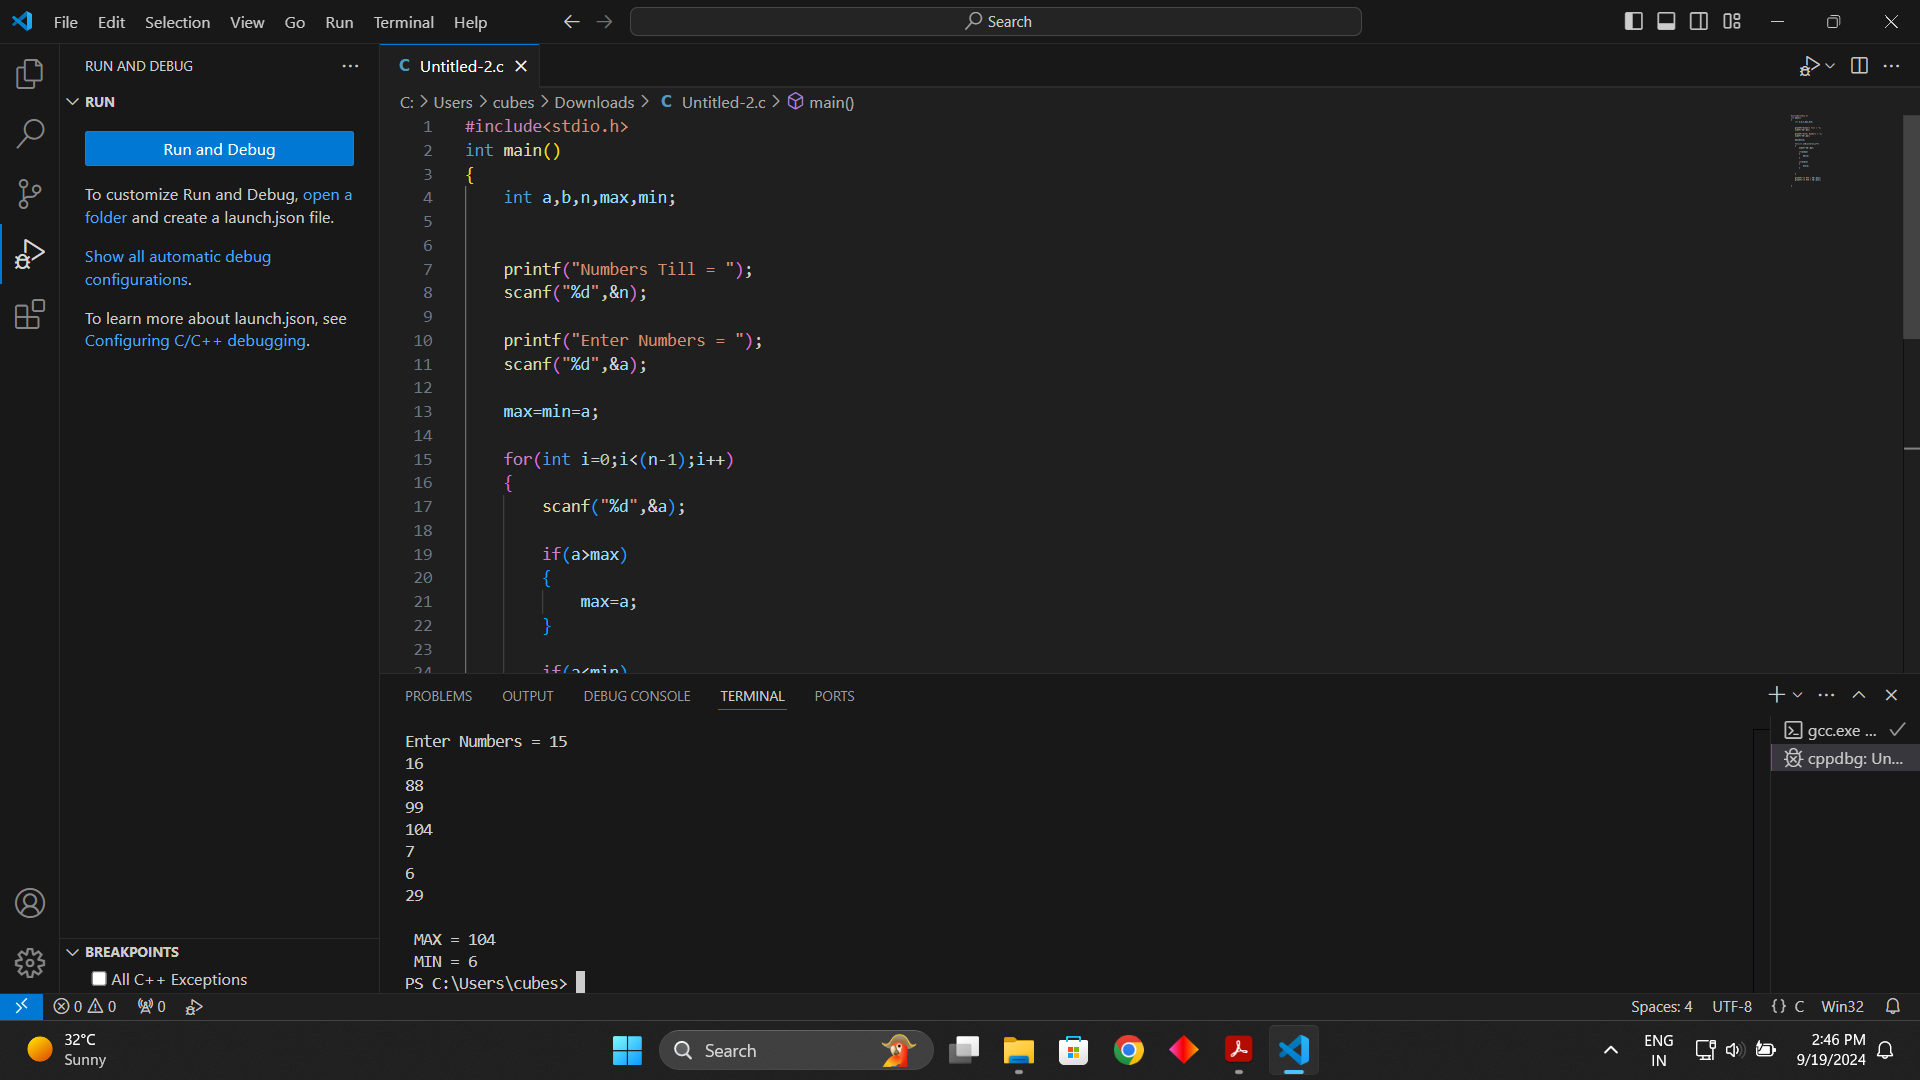 File Edit Selection View Go Run Terminal Help
Search
RUN AND DEBUG
RUN
Run and Debug
To customize Run and Debug, open a
folder and create a launch.json file.
Show all automatic debug
configurations.
To learn more about launch.json, see
Configuring C/C++ debugging.
BREAKPOINTS
All C++ Exceptions
C Untitled-2.c
C: > Users > cubes > Downloads > C Untitled-2.c > main()
1 #include<stdio.h>
2 int main()
3 {
4 int a,b,n,max,min;
5
6
7 printf("Numbers Till = ");
8 scanf("%d",&n);
9
10 printf("Enter Numbers = ");
11 scanf("%d",&a);
12
13 max=min=a;
14
15 for(int i=0;i<(n-1);i++)
16 {
17 scanf("%d",&a);
18
19 if(a>max)
20 {
21 max=a;
22 }
23
24 if(a<min)
PROBLEMS OUTPUT DEBUG CONSOLE TERMINAL PORTS
Enter Numbers = 15
16
88
99
104
7
6
29
MAX = 104
MIN = 6
PS C:\Users\cubes>
gcc.exe ...
cppdbg: Un...
0 0 0
Spaces: 4 UTF-8 {} C Win32
32°C
Sunny
Search
ENG
IN
2:46 PM
9/19/2024